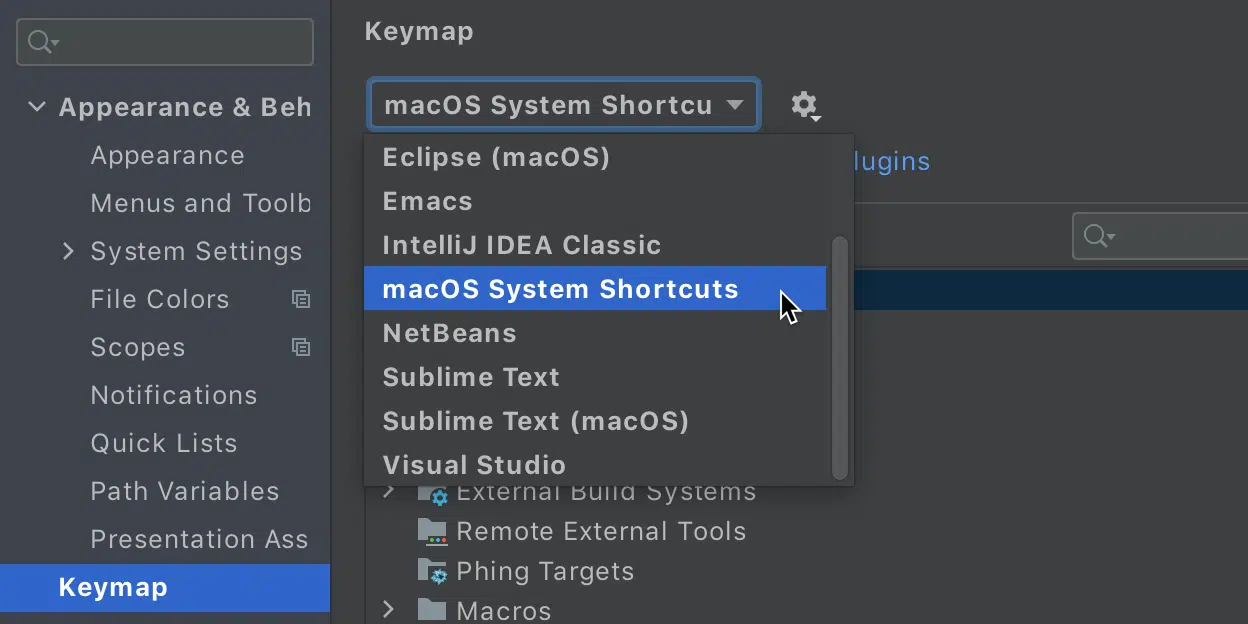 Appearance & Beh
Appearance
Menus and Toolb
System Settings
File Colors
Scopes
Notifications
Quick Lists
Path Variables
Presentation Ass
Keymap
Keymap
macOS System Shortcu
lugins
Eclipse (macOS)
Emacs
IntelliJ IDEA Classic
macOS System Shortcuts
NetBeans
Sublime Text
Sublime Text (macOS)
Visual Studio
External Build Systems
Remote External Tools
Phing Targets
Macros